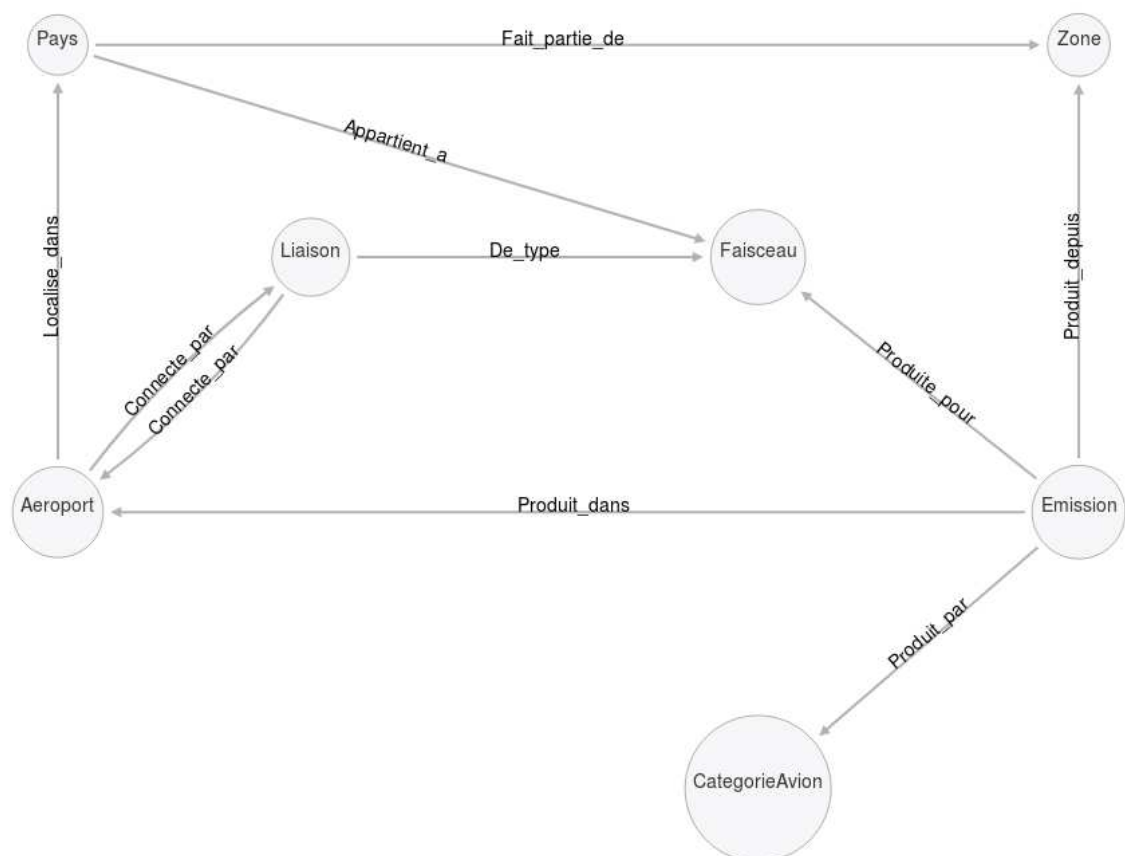 Pays
Fait_partie_de
Zone
Appartient_a
Localise_dans
Liaison
De_type
Faisceau
Produit_depuis
Connecte_par
Connecte_par
Produite_pour
Aeroport
Produit_dans
Emission
Produit_par
CategorieAvion